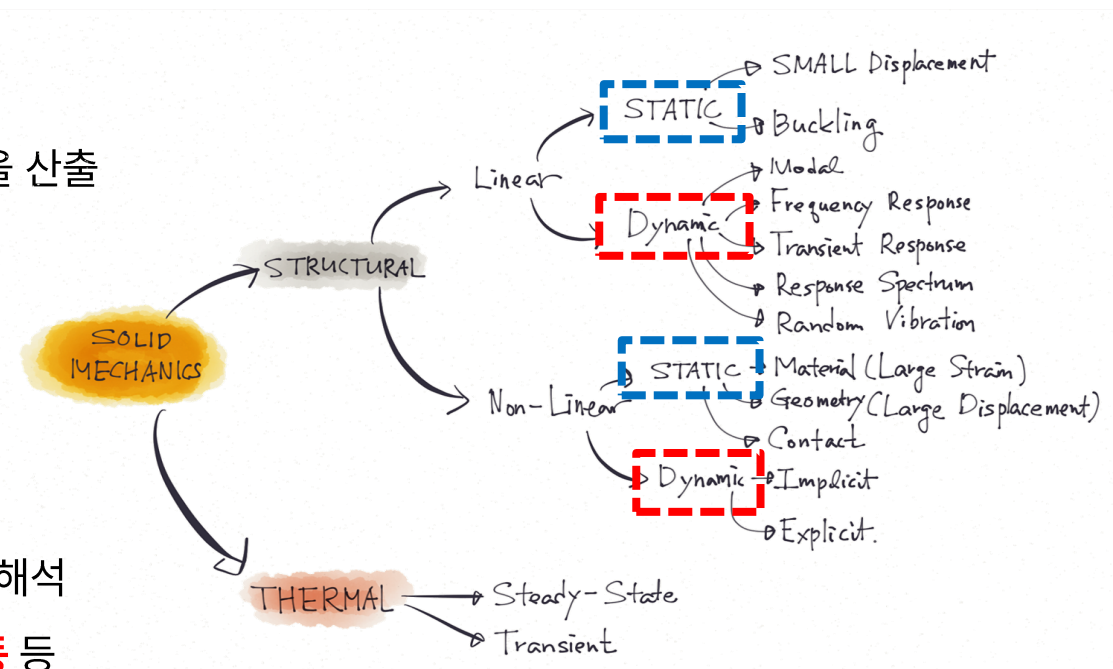 을 산출
해석
등
SOLID
MECHANICS
STRUCTURAL
Linear
STATIC
SMALL Displacement
Buckling
Dynamic
Modal
Frequency Response
Transient Response
Response Spectrum
Random Vibration
Non-Linear
STATIC
Material (Large Strain)
Geometry (Large Displacement)
Contact
Dynamic
Implicit
Explicit.
THERMAL
Steady-State
Transient